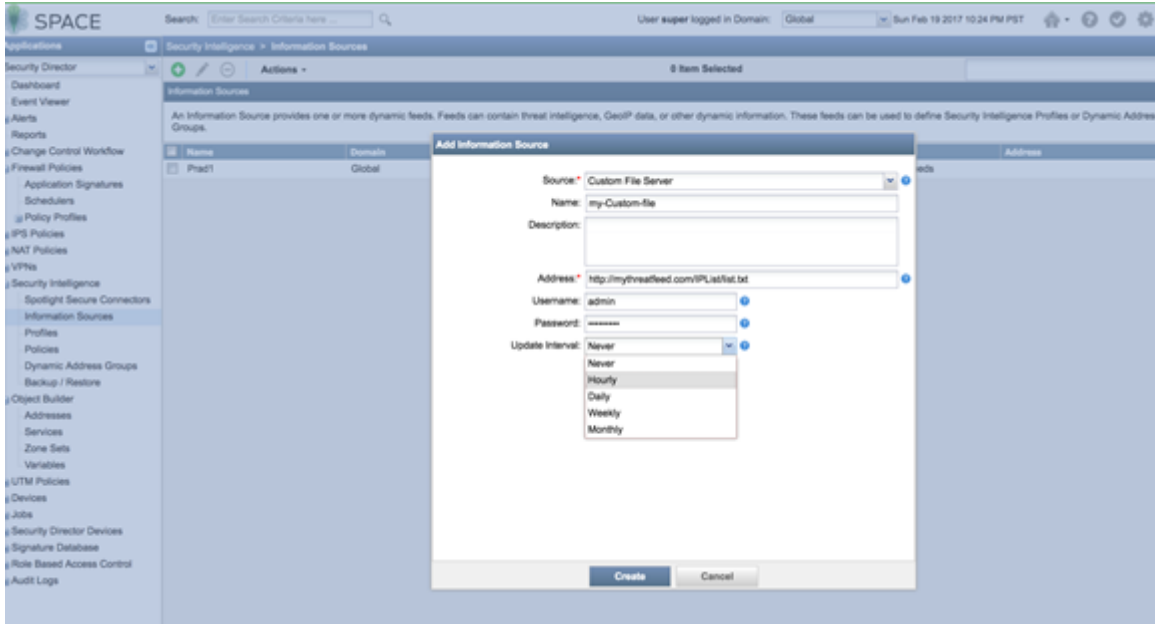 SPACE
Search: Enter Search Criteria here ...
User super logged in Domain: Global
Sun Feb 19 2017 10:24 PM PST
Applications
Security Intelligence > Information Sources
Security Director
Actions
0 Item Selected
Dashboard
Event Viewer
Alerts
Reports
Change Control Workflow
Firewall Policies
Application Signatures
Schedulers
Policy Profiles
IPS Policies
NAT Policies
VPNs
Security Intelligence
Spotlight Secure Connectors
Information Sources
Profiles
Policies
Dynamic Address Groups
Backup / Restore
Object Builder
Addresses
Services
Zone Sets
Variables
UTM Policies
Devices
Jobs
Security Director Devices
Signature Database
Role Based Access Control
Audit Logs
Information Sources
An Information Source provides one or more dynamic feeds. Feeds can contain threat intelligence, GeoIP data, or other dynamic information. These feeds can be used to define Security Intelligence Profiles or Dynamic Addres
Groups.
Name Domain Address
Prad1 Global eds
Add Information Source
Source:* Custom File Server
Name: my-Custom-file
Description:
Address:* http://mythreatfeed.com/IPList/list.txt
Username: admin
Password:
Update Interval: Never
Never
Hourly
Daily
Weekly
Monthly
Create Cancel